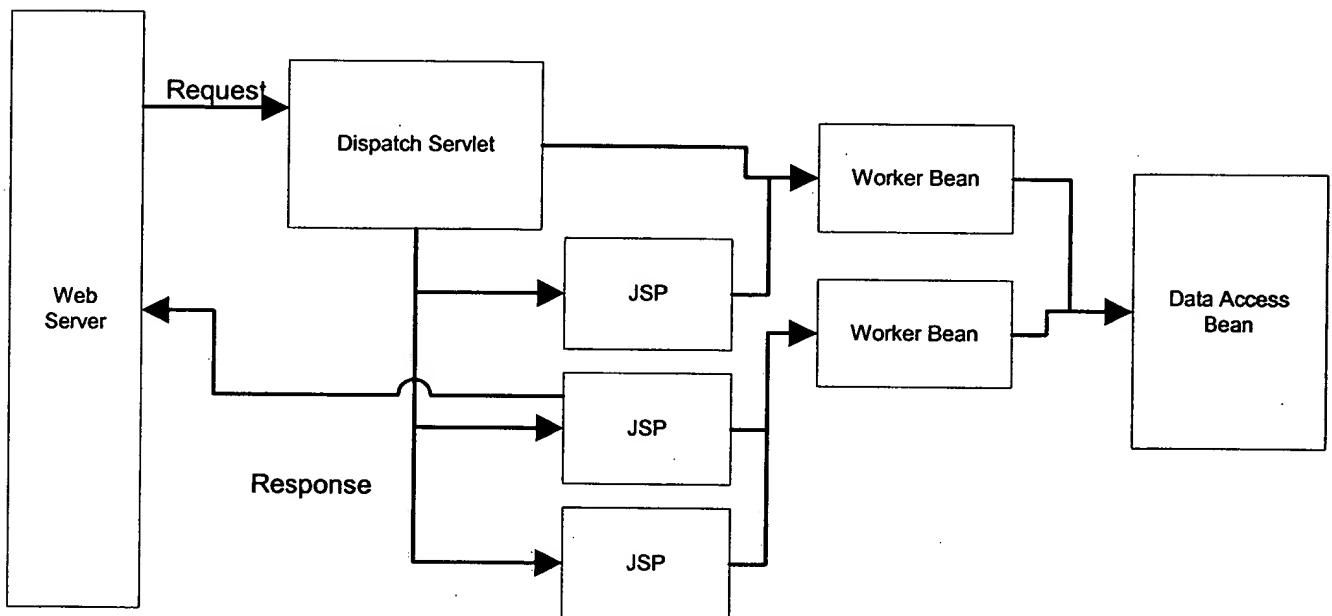 Request
Dispatch Servlet
Worker Bean
Web
Server
JSP
Data Access
Bean
Worker Bean
JSP
Response
JSP